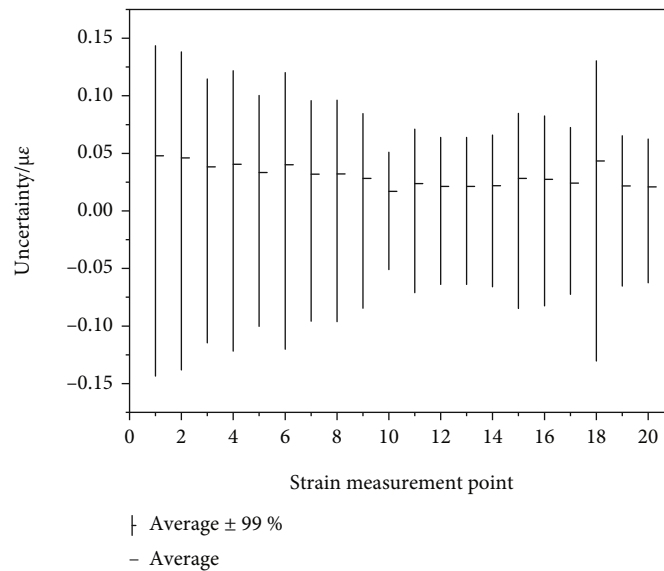 0.15
0.10
0.05
0.00
−0.05
−0.10
−0.15
Uncertainty/με
0 2 4 6 8 10 12 14 16 18 20
Strain measurement point
Average ± 99 %
Average